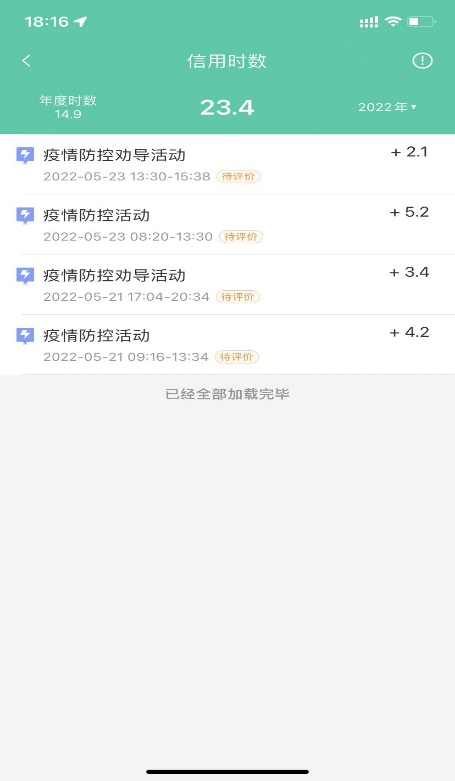 18:16
信用时数
年度时数
14.9
23.4
2022年
疫情防控劝导活动
+ 2.1
2022-05-23 13:30-15:38 待评价
疫情防控活动
+ 5.2
2022-05-23 08:20-13:30 待评价
疫情防控劝导活动
+ 3.4
2022-05-21 17:04-20:34 待评价
疫情防控活动
+ 4.2
2022-05-21 09:16-13:34 待评价
已经全部加载完毕